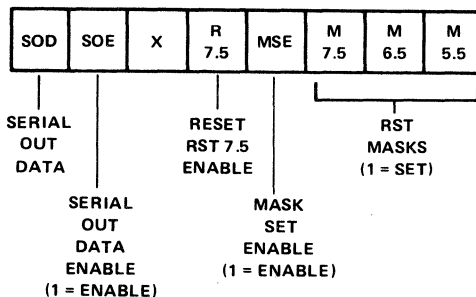 SOD SOE X R 7.5 MSE M 7.5 M 6.5 M 5.5
SERIAL
OUT
DATA
RESET
RST 7.5
ENABLE
RST
MASKS
(1 = SET)
SERIAL
OUT
DATA
ENABLE
(1 = ENABLE)
MASK
SET
ENABLE
(1 = ENABLE)